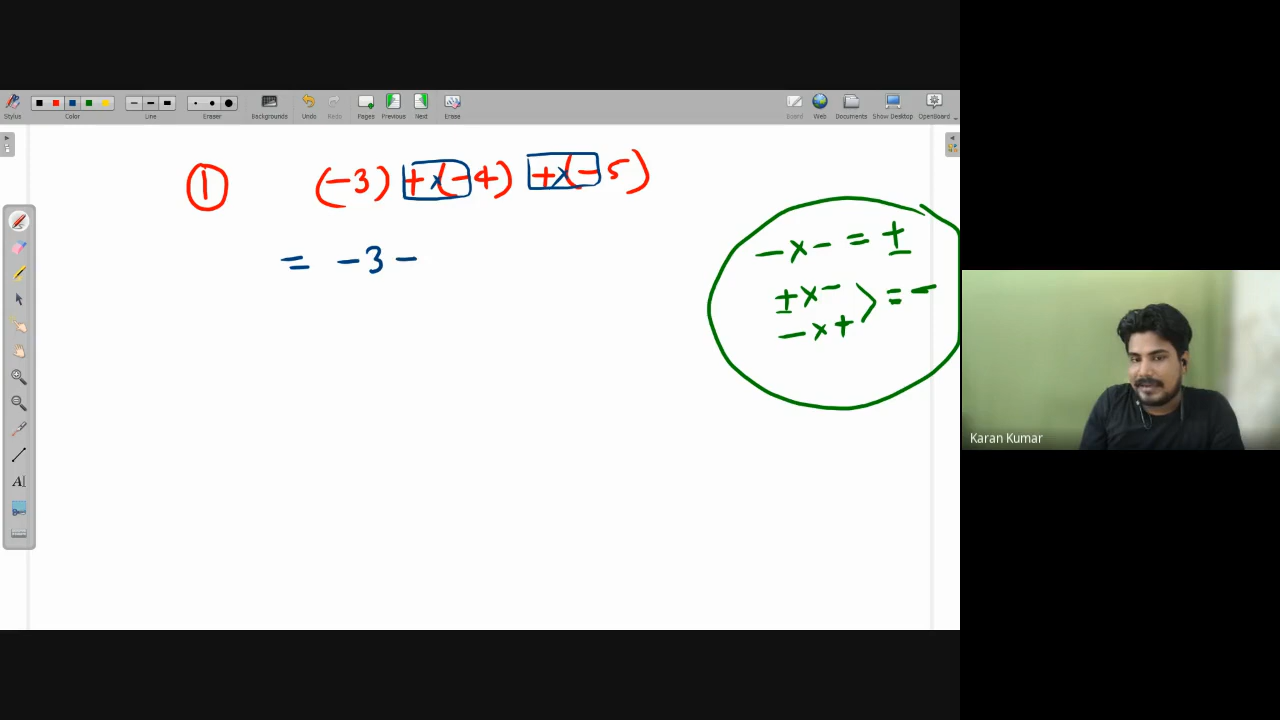 Stylus Color Line Eraser Backgrounds Undo Redo Pages Previous Next Erase Board Web Documents Show Desktop OpenBoard
① (-3) +x(-4) +x(-5)
= -3 -
- x - = +
+ x -
- x + > = -
Karan Kumar